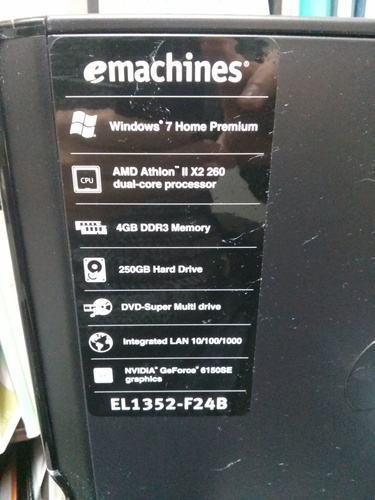 emachines®
Windows® 7 Home Premium
CPU
AMD Athlon™ II X2 260
dual-core processor
4GB DDR3 Memory
250GB Hard Drive
DVD-Super Multi drive
Integrated LAN 10/100/1000
NVIDIA® GeForce® 6150SE
graphics
EL1352-F24B